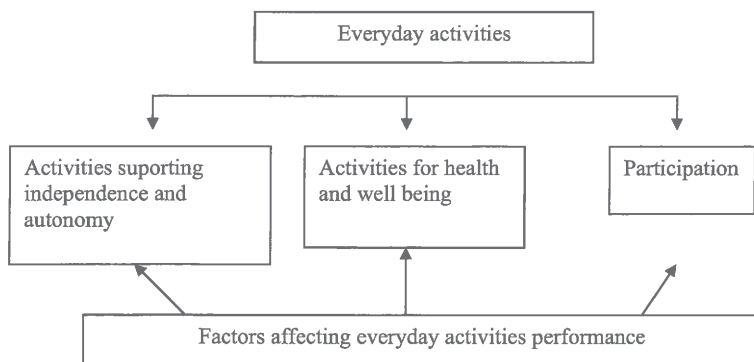 Everyday activities
Activities suporting
independence and
autonomy
Activities for health
and well being
Participation
Factors affecting everyday activities performance